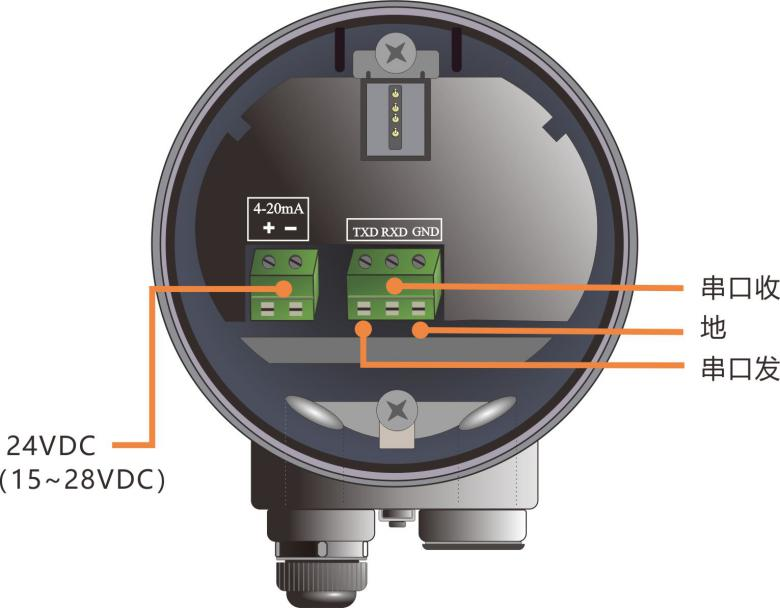 4-20mA
+ −
TXD RXD GND
串口收
地
串口发
24VDC
(15~28VDC)